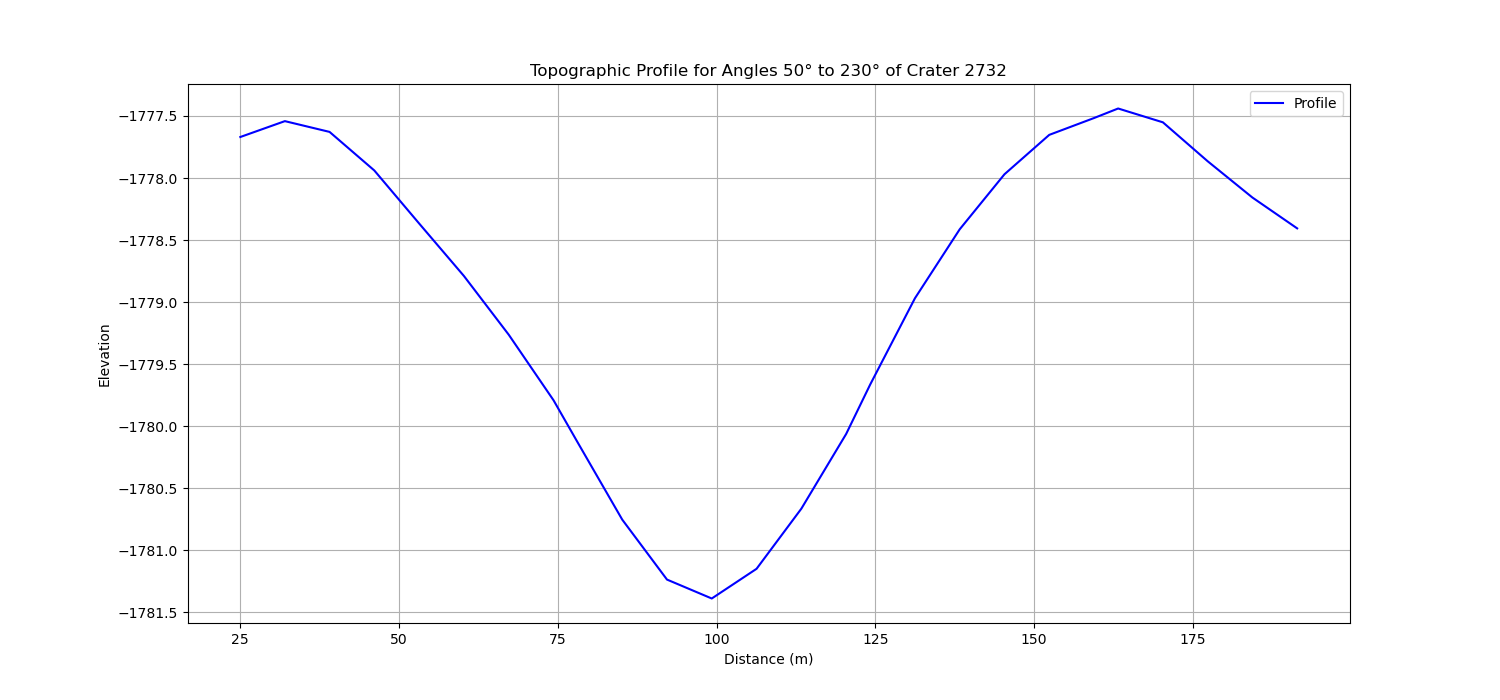 Topographic Profile for Angles 50° to 230° of Crater 2732
Profile
−1777.5
−1778.0
−1778.5
−1779.0
−1779.5
−1780.0
−1780.5
−1781.0
−1781.5
Elevation
25 50 75 100 125 150 175
Distance (m)